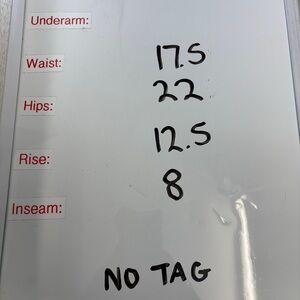 Underarm:
Waist: 17.5
Hips: 22
Rise: 12.5
Inseam: 8
NO TAG